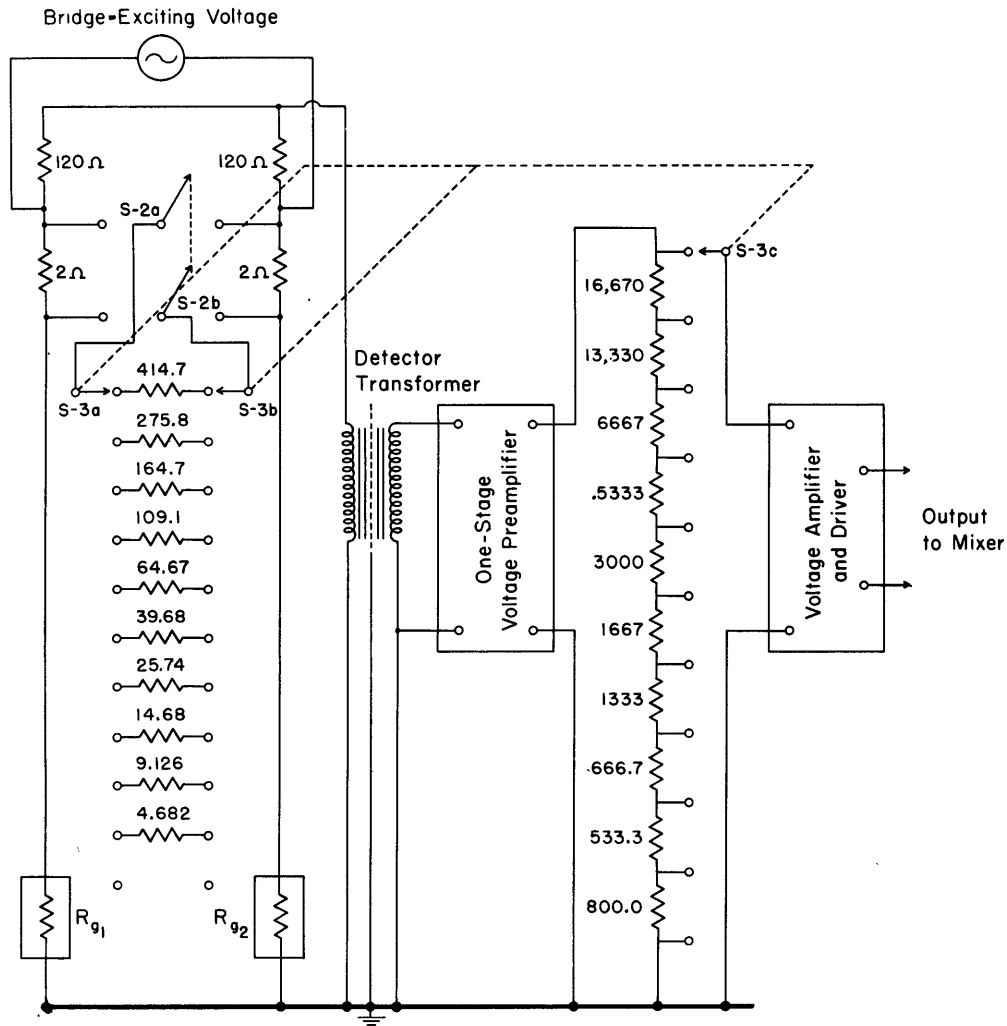 Bridge-Exciting Voltage
120 Ω
120 Ω
S-2a
2 Ω
2 Ω
S-2b
S-3c
16,670
13,330
6667
.5333
3000
1667
1333
.666.7
533.3
800.0
S-3a
S-3b
414.7
275.8
164.7
109.1
64.67
39.68
25.74
14.68
9.126
4.682
Detector
Transformer
One-Stage
Voltage Preamplifier
Voltage Amplifier
and Driver
Output
to Mixer
Rg1
Rg2